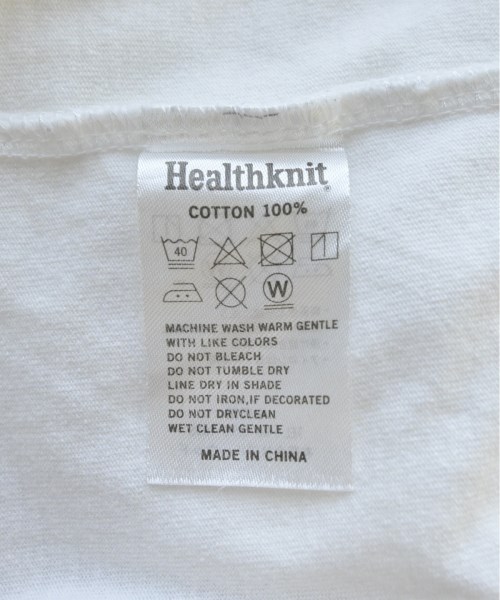 Healthknit®
COTTON 100%
40
W
MACHINE WASH WARM GENTLE
WITH LIKE COLORS
DO NOT BLEACH
DO NOT TUMBLE DRY
LINE DRY IN SHADE
DO NOT IRON,IF DECORATED
DO NOT DRYCLEAN
WET CLEAN GENTLE
MADE IN CHINA